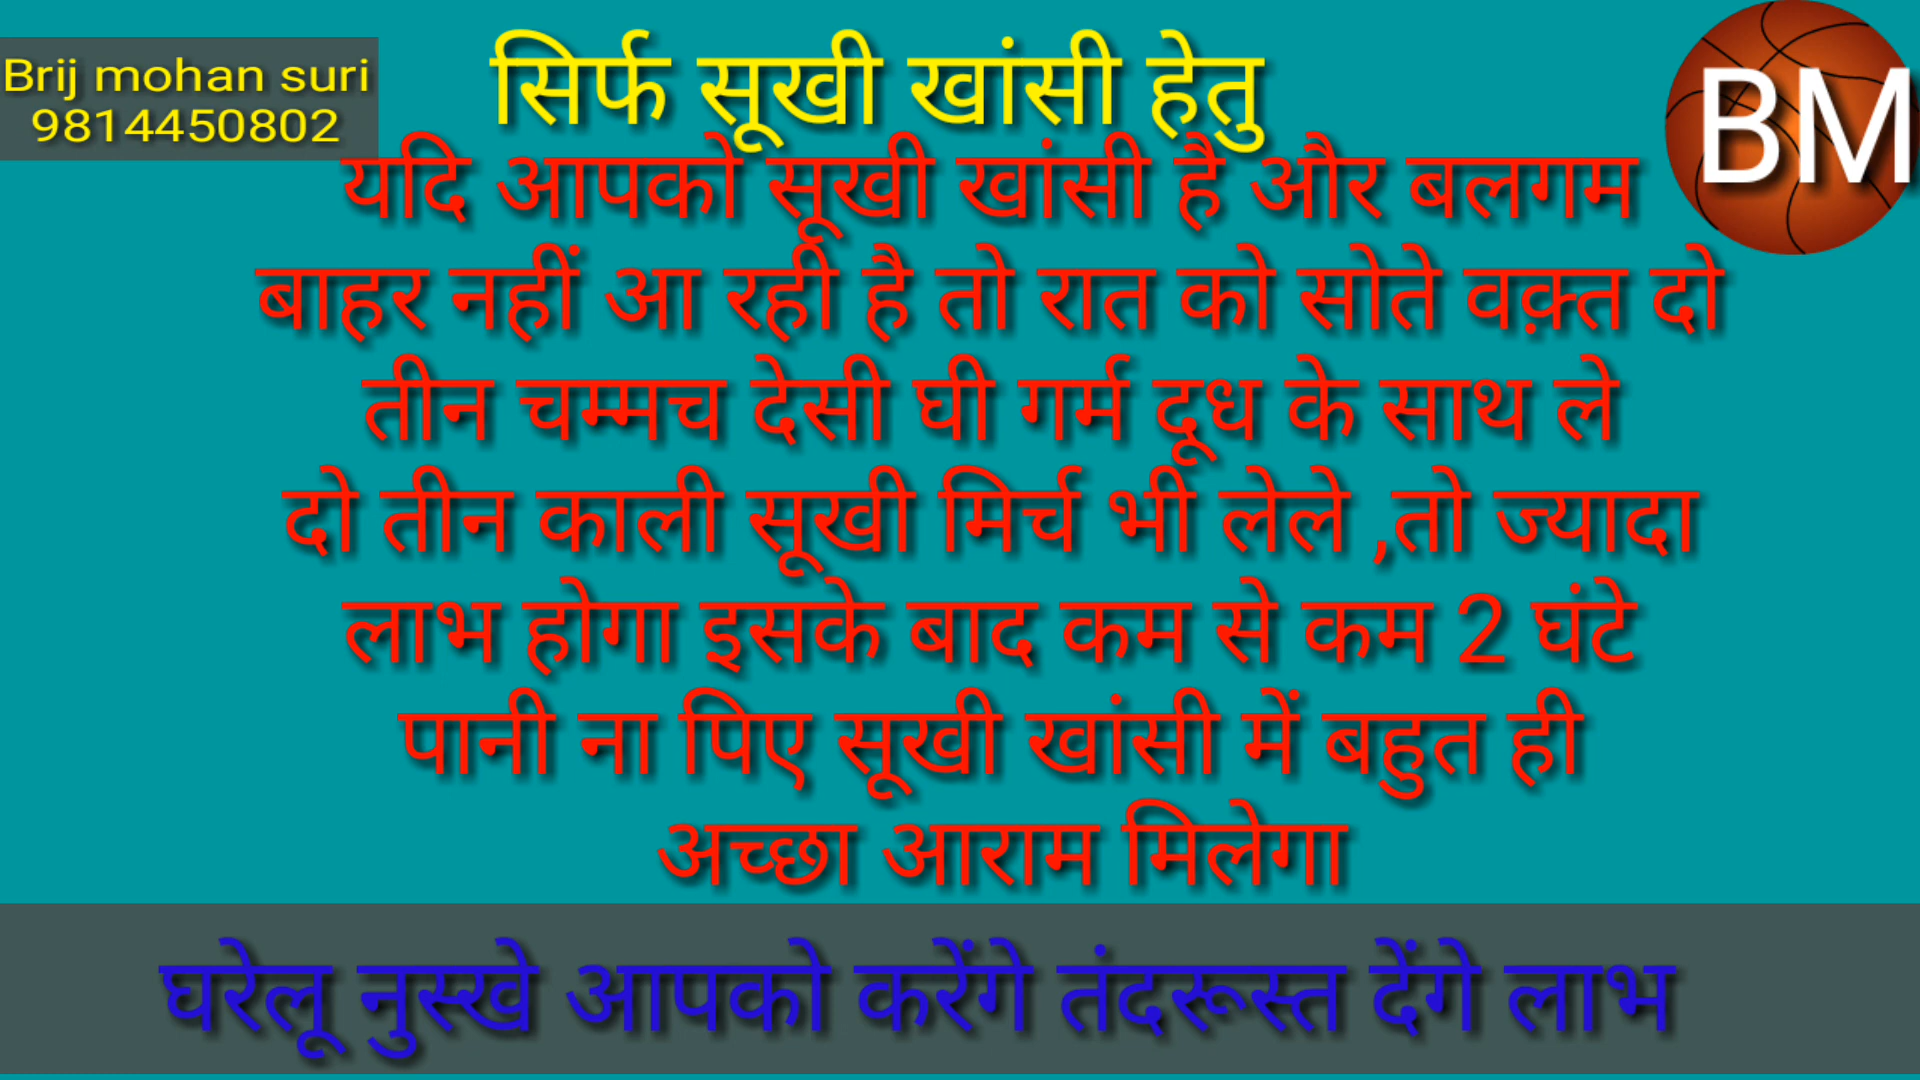 Brij mohan suri
9814450802
सिर्फ सूखी खांसी हेतु
BM
यदि आपको सूखी खांसी है और बलगम
बाहर नहीं आ रही है तो रात को सोते वक़्त दो
तीन चम्मच देसी घी गर्म दूध के साथ ले
दो तीन काली सूखी मिर्च भी लेले ,तो ज्यादा
लाभ होगा इसके बाद कम से कम 2 घंटे
पानी ना पिए सूखी खांसी में बहुत ही
अच्छा आराम मिलेगा
घरेलू नुस्खे आपको करेंगे तंदरूस्त देंगे लाभ